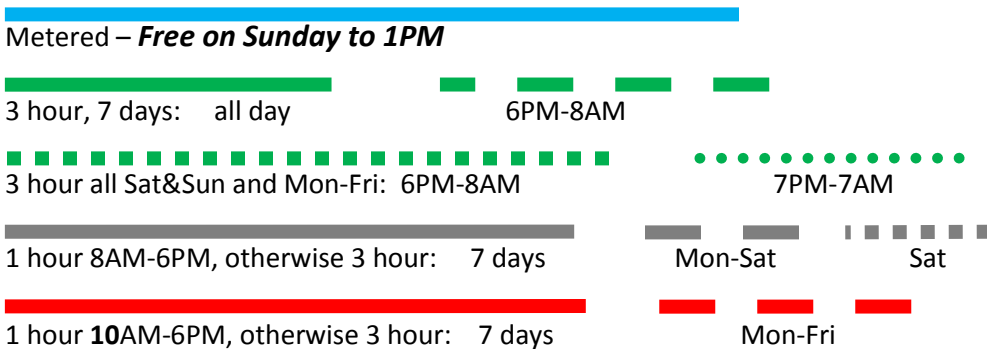 Metered – Free on Sunday to 1PM
3 hour, 7 days: all day 6PM-8AM
3 hour all Sat&Sun and Mon-Fri: 6PM-8AM 7PM-7AM
1 hour 8AM-6PM, otherwise 3 hour: 7 days Mon-Sat Sat
1 hour 10AM-6PM, otherwise 3 hour: 7 days Mon-Fri